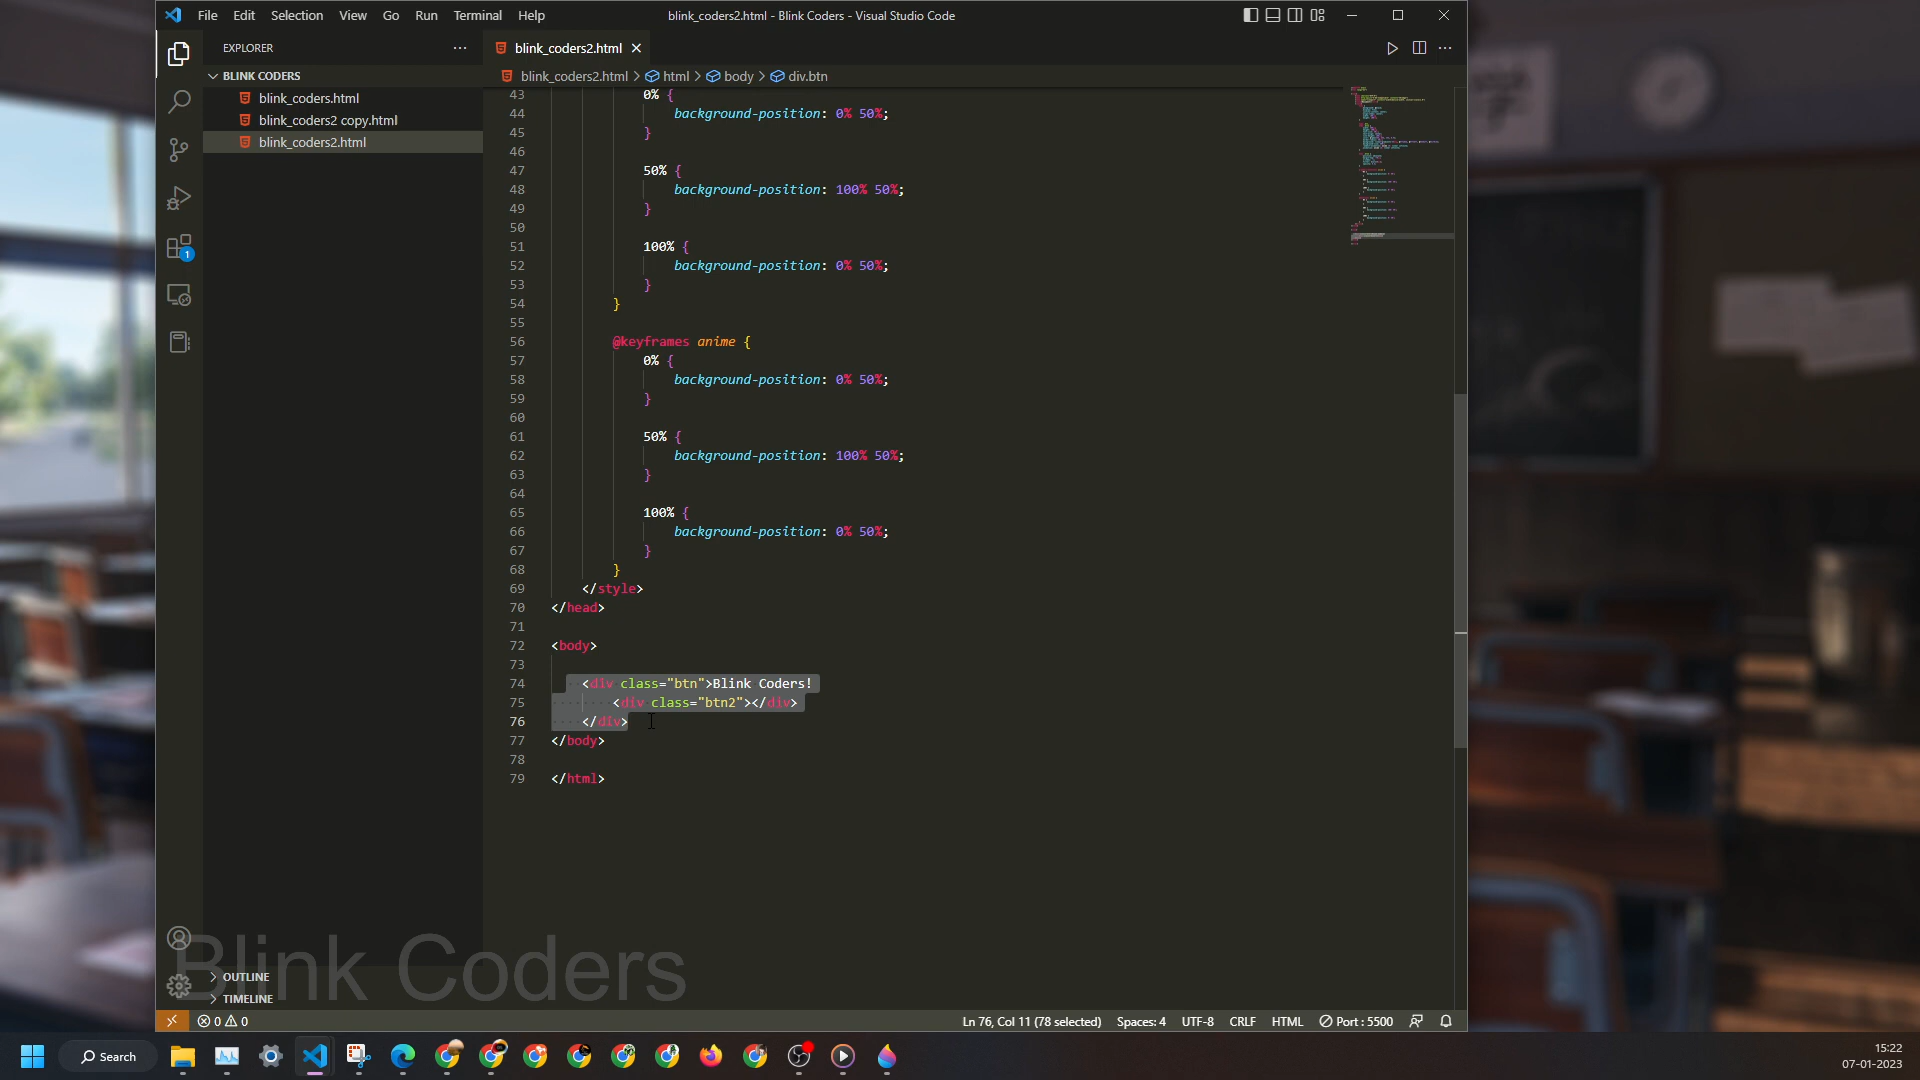 File Edit Selection View Go Run Terminal Help
blink_coders2.html - Blink Coders - Visual Studio Code
EXPLORER
blink_coders2.html
BLINK CODERS
blink_coders2.html > html > body > div.btn
blink_coders.html
blink_coders2 copy.html
blink_coders2.html
43 0% {
44 background-position: 0% 50%;
45 }
46
47 50% {
48 background-position: 100% 50%;
49 }
50
51 100% {
52 background-position: 0% 50%;
53 }
54 }
55
56 @keyframes anime {
57 0% {
58 background-position: 0% 50%;
59 }
60
61 50% {
62 background-position: 100% 50%;
63 }
64
65 100% {
66 background-position: 0% 50%;
67 }
68 }
69 </style>
70 </head>
71
72 <body>
73
74 <div class="btn">Blink Coders!
75 <div class="btn2"></div>
76 </div>
77 </body>
78
79 </html>
1
Blink Coders
OUTLINE
TIMELINE
0 0
Ln 76, Col 11 (78 selected) Spaces: 4 UTF-8 CRLF HTML Port : 5500
Search
15:22
07-01-2023